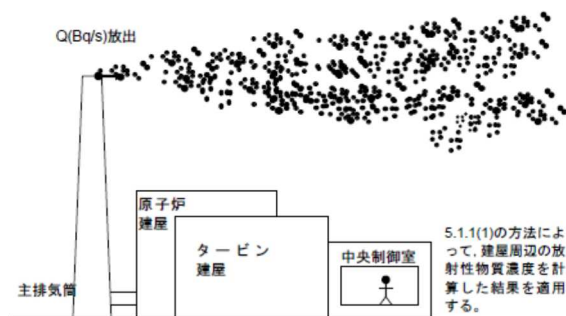 Q(Bq/s)放出
原子炉
建屋
タービン
建屋
中央制御室
主排気筒
5.1.1(1)の方法によ
って,建屋周辺の放
射性物質濃度を計
算した結果を適用
する。